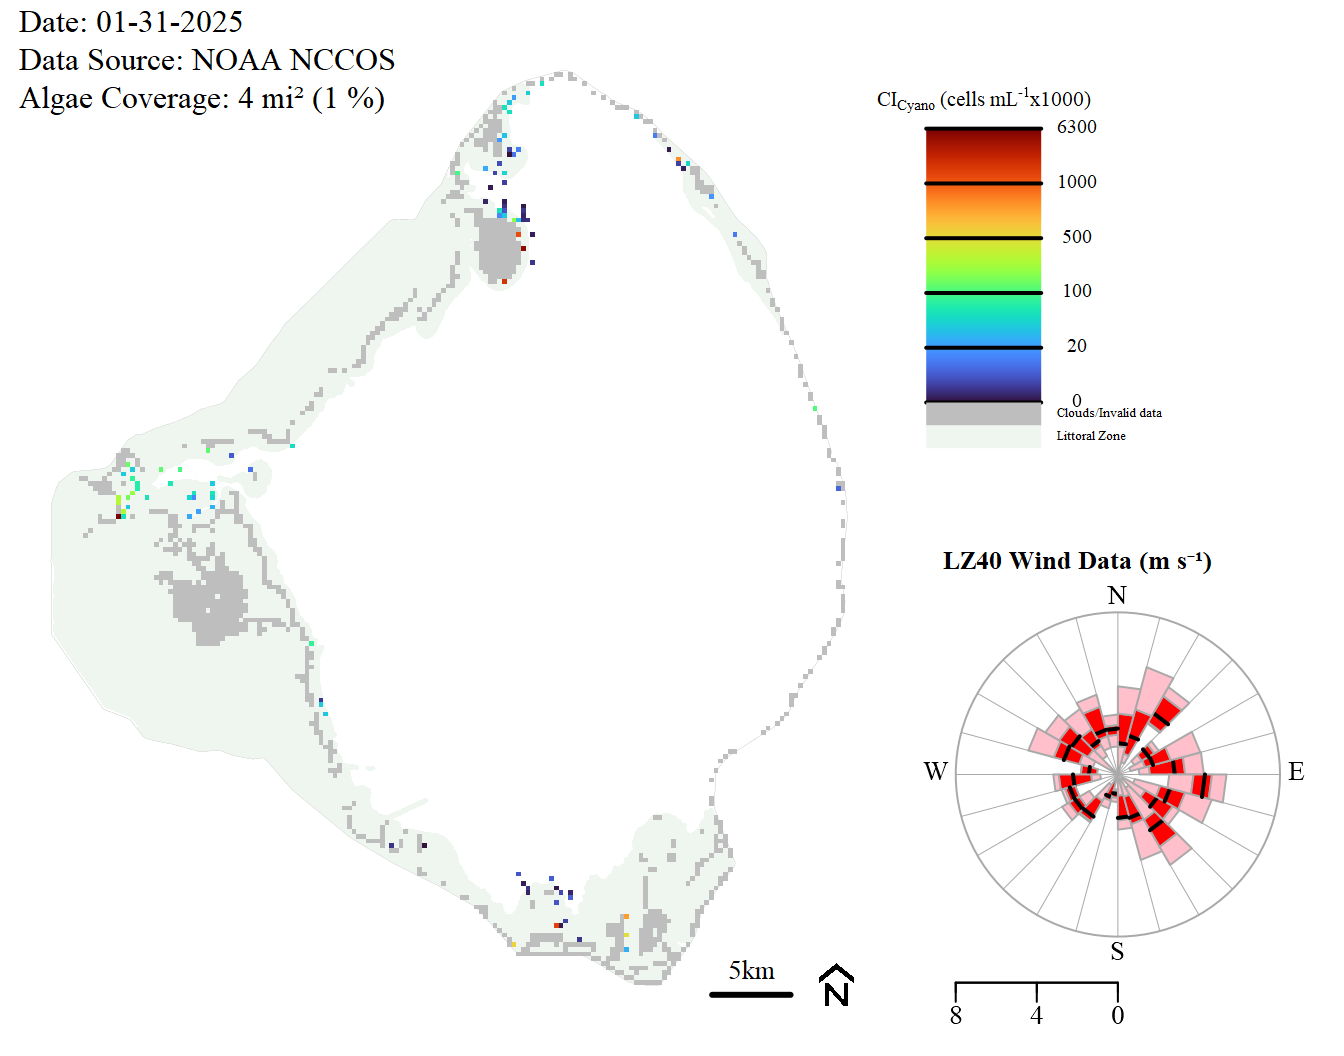 Date: 01-31-2025
Data Source: NOAA NCCOS
Algae Coverage: 4 mi² (1 %)
CI_Cyano (cells mL⁻¹x1000)
6300
1000
500
100
20
0
Clouds/Invalid data
Littoral Zone
LZ40 Wind Data (m s⁻¹)
N
W
E
S
5km
N
8 4 0